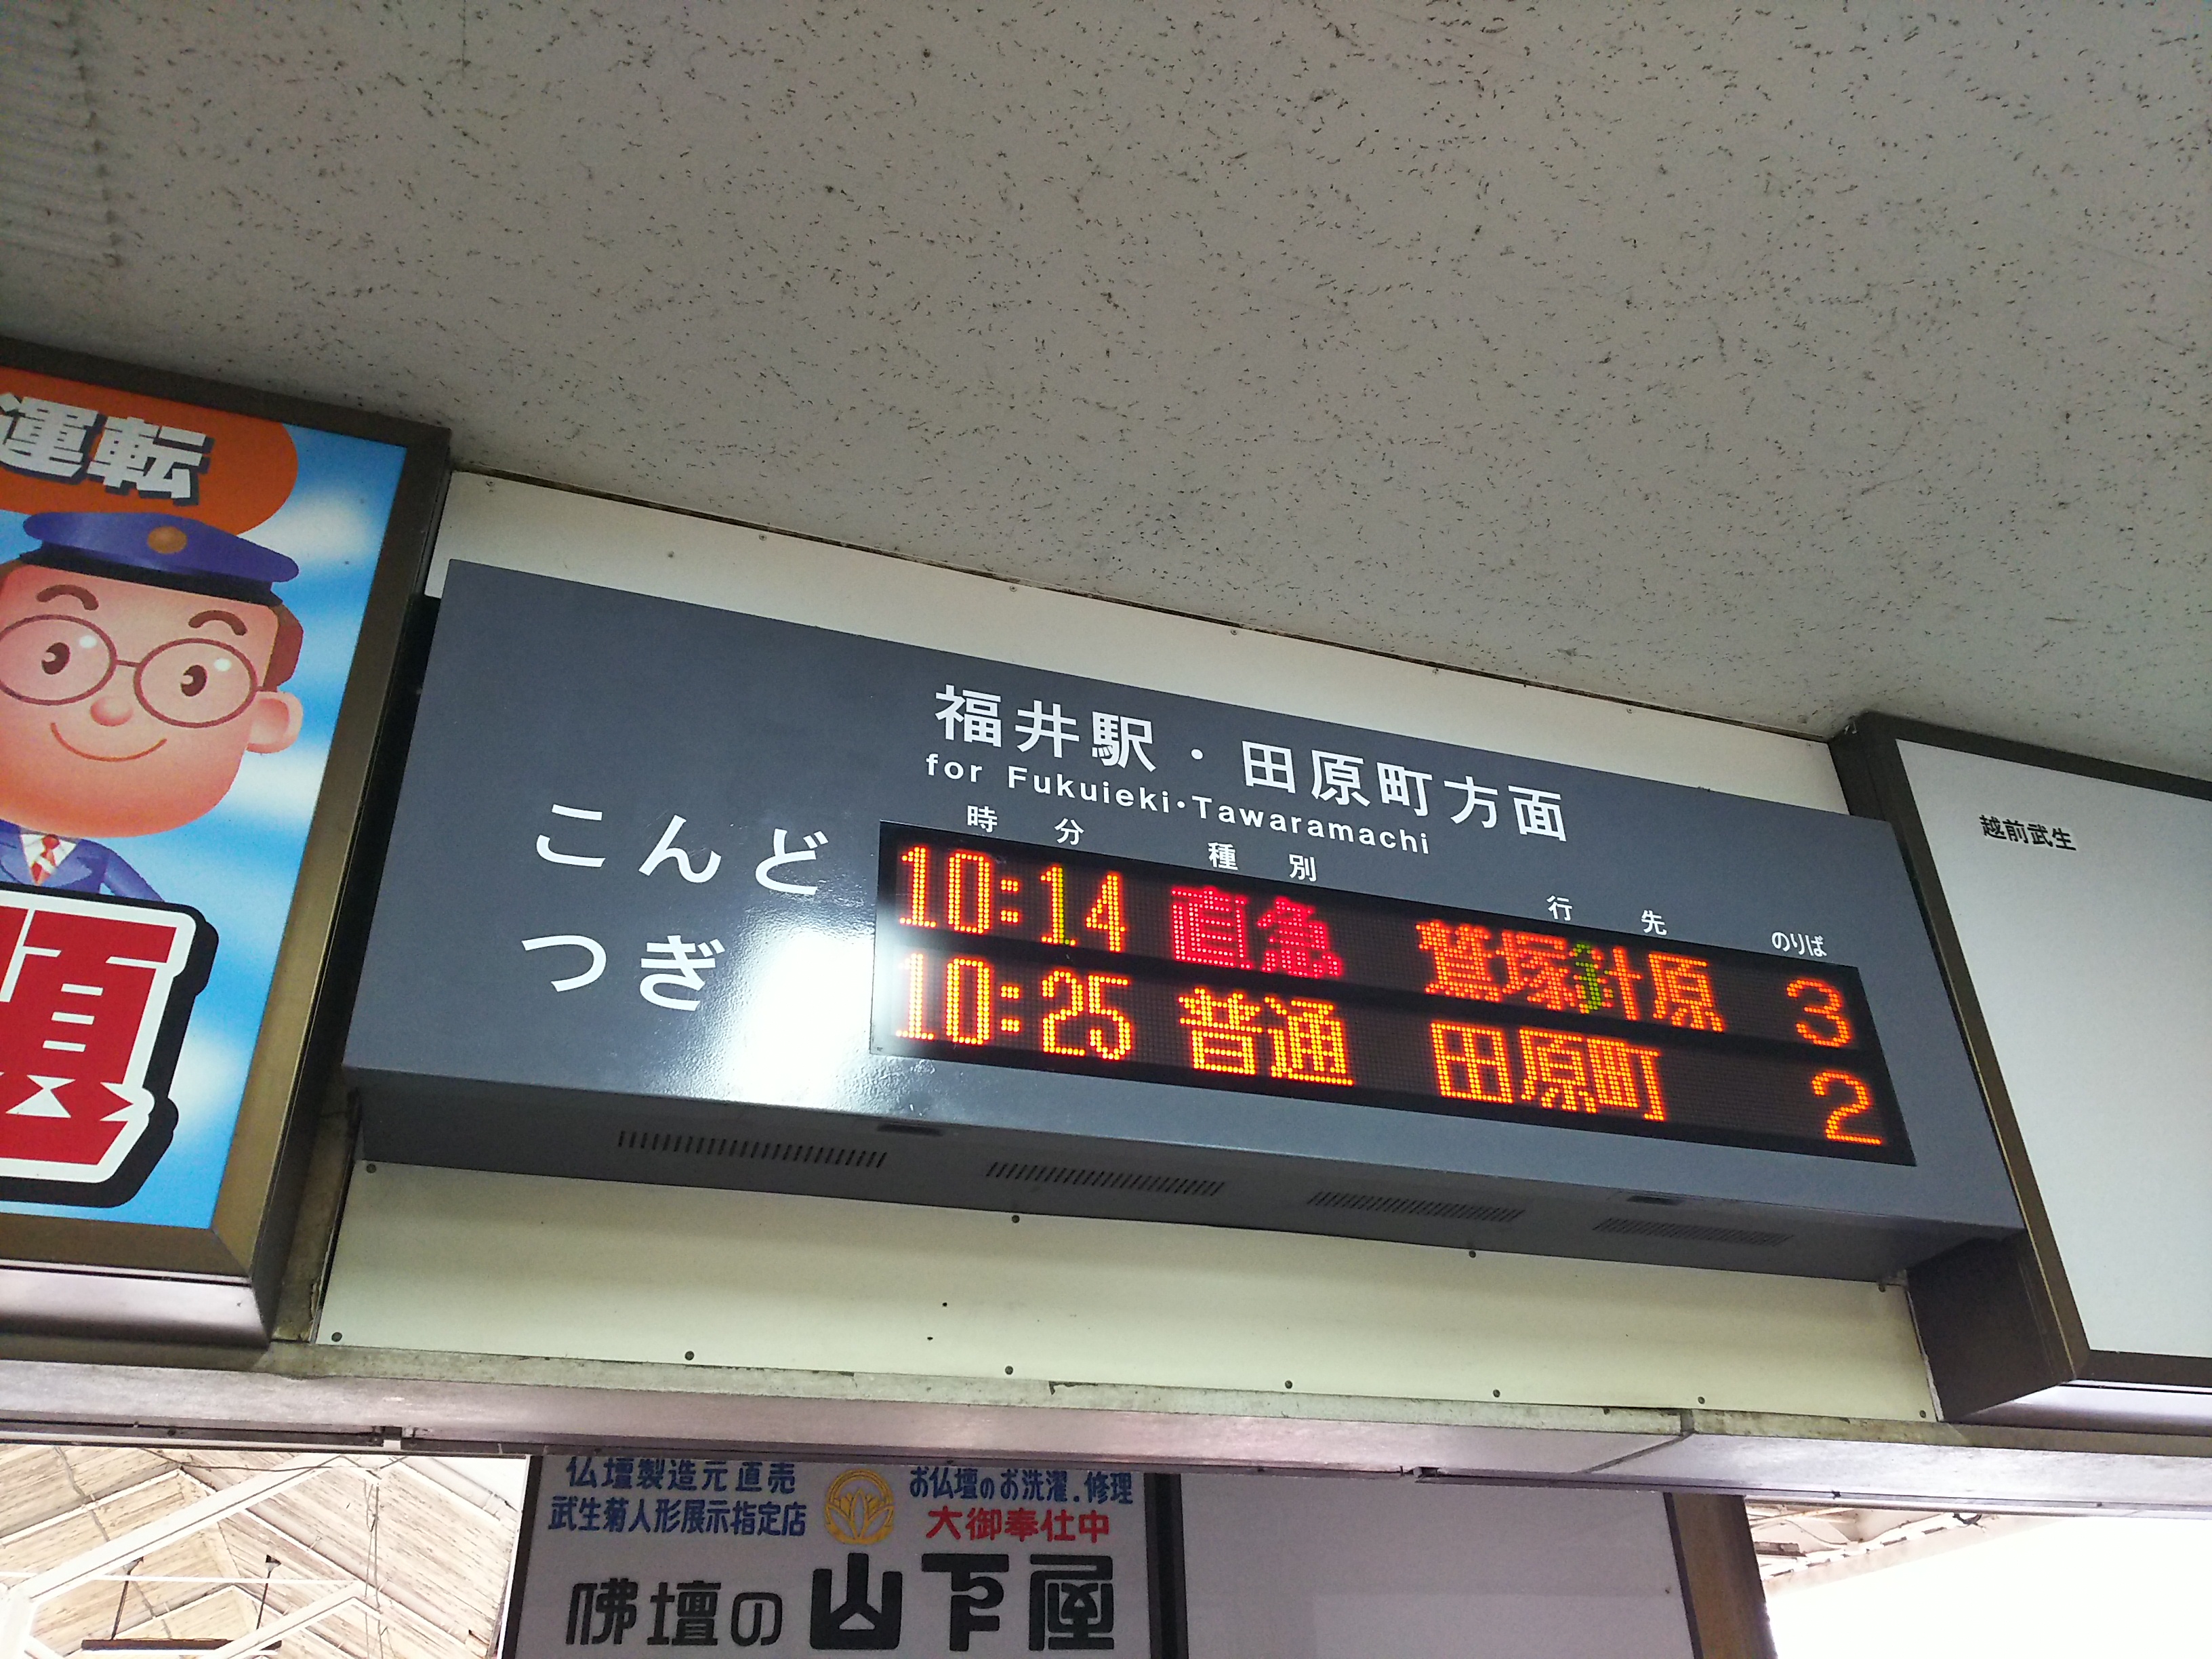 運転
福井駅・田原町方面
for Fukuieki・Tawaramachi
時 分 種 別 行 先 のりば
こんど 10:14 直急 鷲塚針原 3
つぎ 10:25 普通 田原町 2
越前武生
仏壇製造元直売
武生菊人形展示指定店
お仏壇のお洗濯.修理
大御奉仕中
佛壇の山下屋